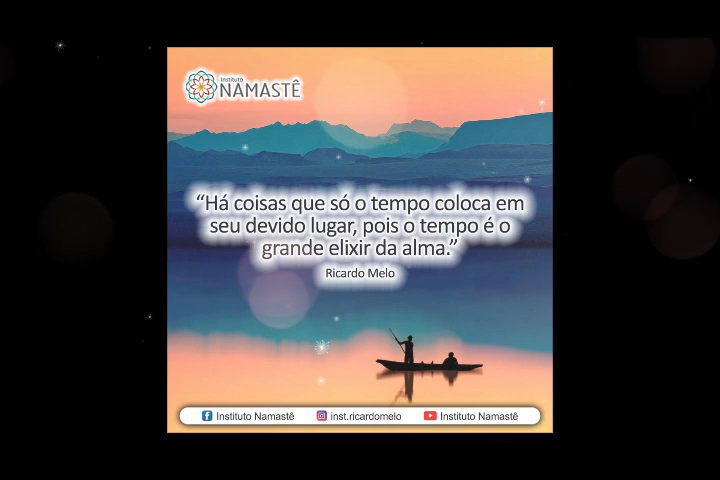 Instituto
NAMASTÊ
“Há coisas que só o tempo coloca em
seu devido lugar, pois o tempo é o
grande elixir da alma.”
Ricardo Melo
Instituto Namastê inst.ricardomelo Instituto Namastê